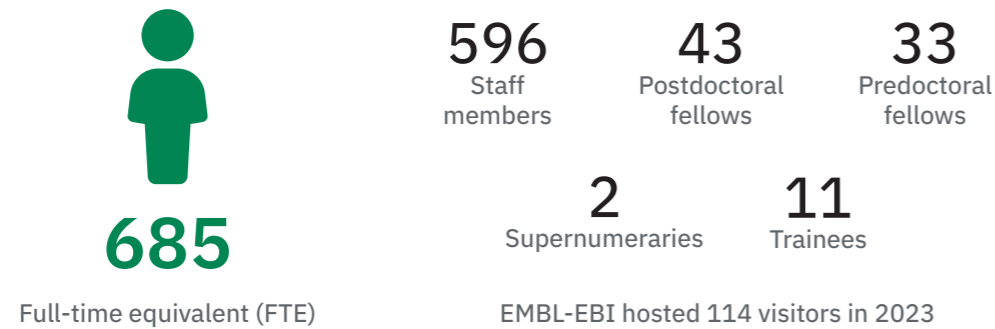 685
Full-time equivalent (FTE)
596
Staff
members
43
Postdoctoral
fellows
33
Predoctoral
fellows
2
Supernumeraries
11
Trainees
EMBL-EBI hosted 114 visitors in 2023